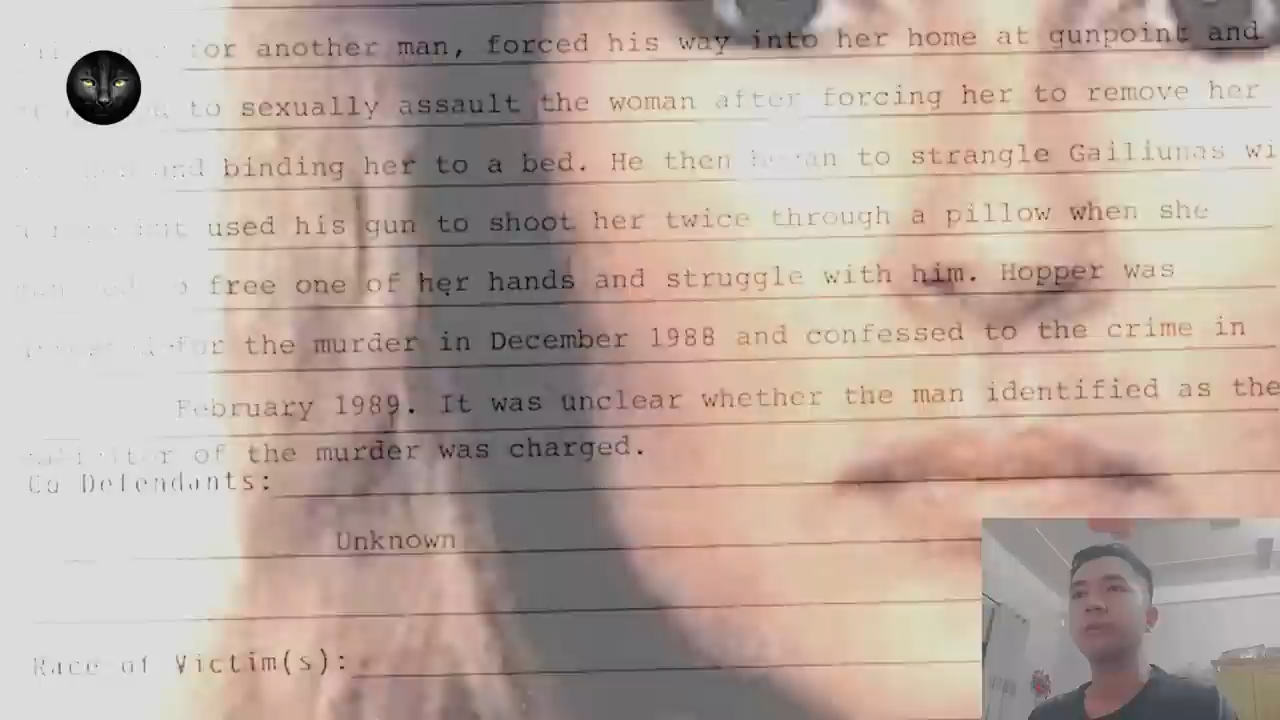 for another man, forced his way into her home at gunpoint and
to sexually assault the woman after forcing her to remove her
and binding her to a bed. He then began to strangle Gailiunas wi
but used his gun to shoot her twice through a pillow when she
free one of her hands and struggle with him. Hopper was
for the murder in December 1988 and confessed to the crime in
February 1989. It was unclear whether the man identified as the
of the murder was charged.
Co Defendants:
Unknown
Race of Victim(s):